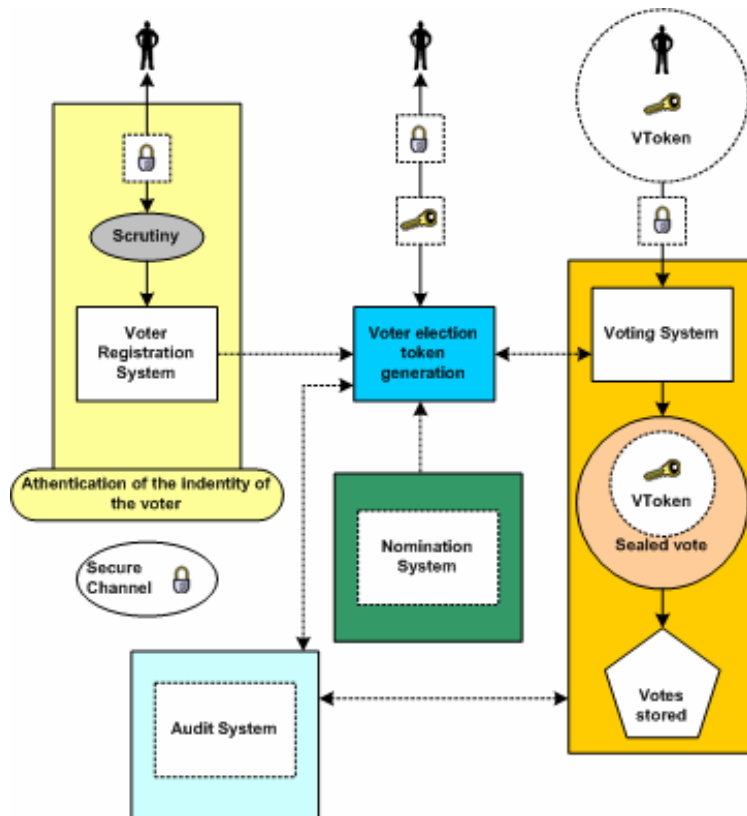 VToken
Scrutiny
Voter
Registration
System
Voter election
token
generation
Voting System
VToken
Sealed vote
Athentication of the indentity of
the voter
Nomination
System
Secure
Channel
Votes
stored
Audit System